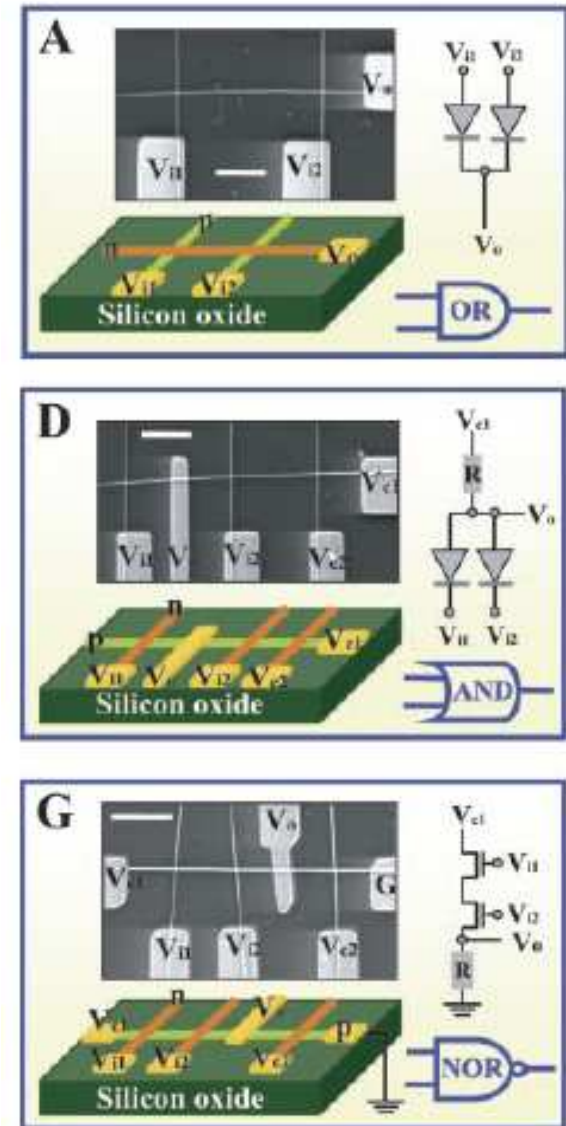 A
Vi1 Vi2
Vo
Vi1 Vi2
Vo
p
n
Vi1 Vi2 Vo
Silicon oxide
OR
D
Vc1
R
Vo
Vi1 Vi2
Vc1
Vi1 V Vi2 Vc2
n
p
Vi1 V Vi2 Vc2 Vc1
Silicon oxide
AND
G
Vo
Vc1 G
Vi1 Vi2 Vc2
Vc1
Vi1
Vi2
Vo
R
n V
Vc1 p
Vi1 Vi2
Silicon oxide
NOR